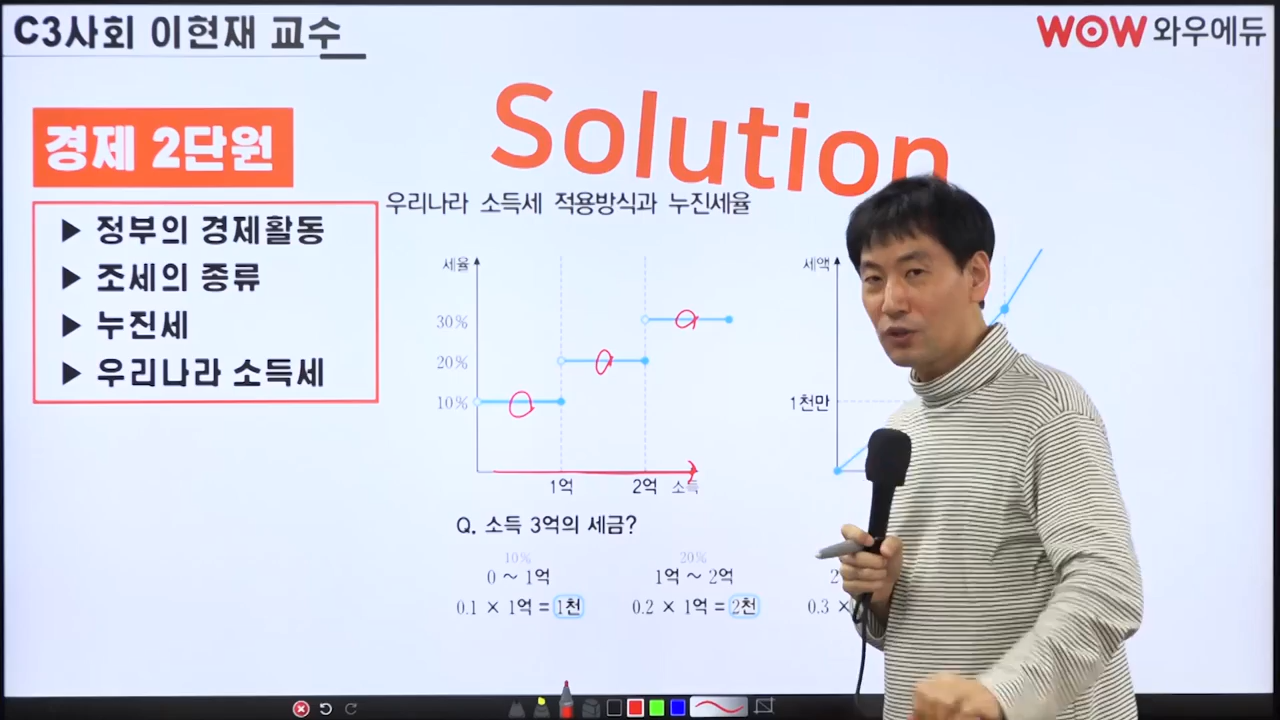 C3사회 이현재 교수
WOW 와우에듀
Solution
경제 2단원
▶ 정부의 경제활동
▶ 조세의 종류
▶ 누진세
▶ 우리나라 소득세
우리나라 소득세 적용방식과 누진세율
세율
30%
20%
10%
1억 2억 소득
세액
1천만
Q. 소득 3억의 세금?
10% 20%
0 ~ 1억 1억 ~ 2억 2
0.1 × 1억 = 1천 0.2 × 1억 = 2천 0.3 ×